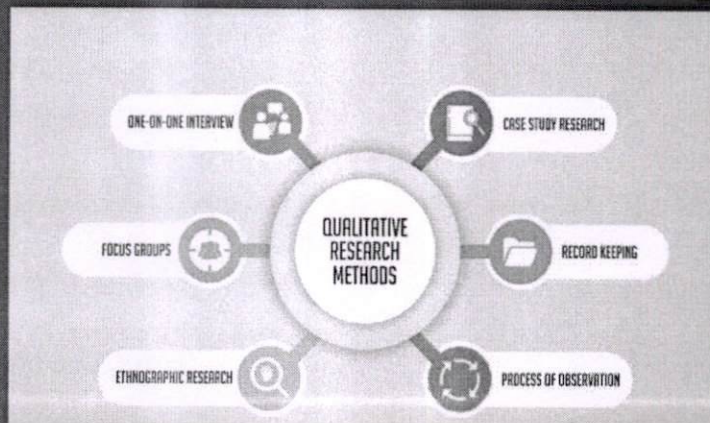 ONE-ON-ONE INTERVIEW
CASE STUDY RESEARCH
FOCUS GROUPS
QUALITATIVE
RESEARCH
METHODS
RECORD KEEPING
ETHNOGRAPHIC RESEARCH
PROCESS OF OBSERVATION